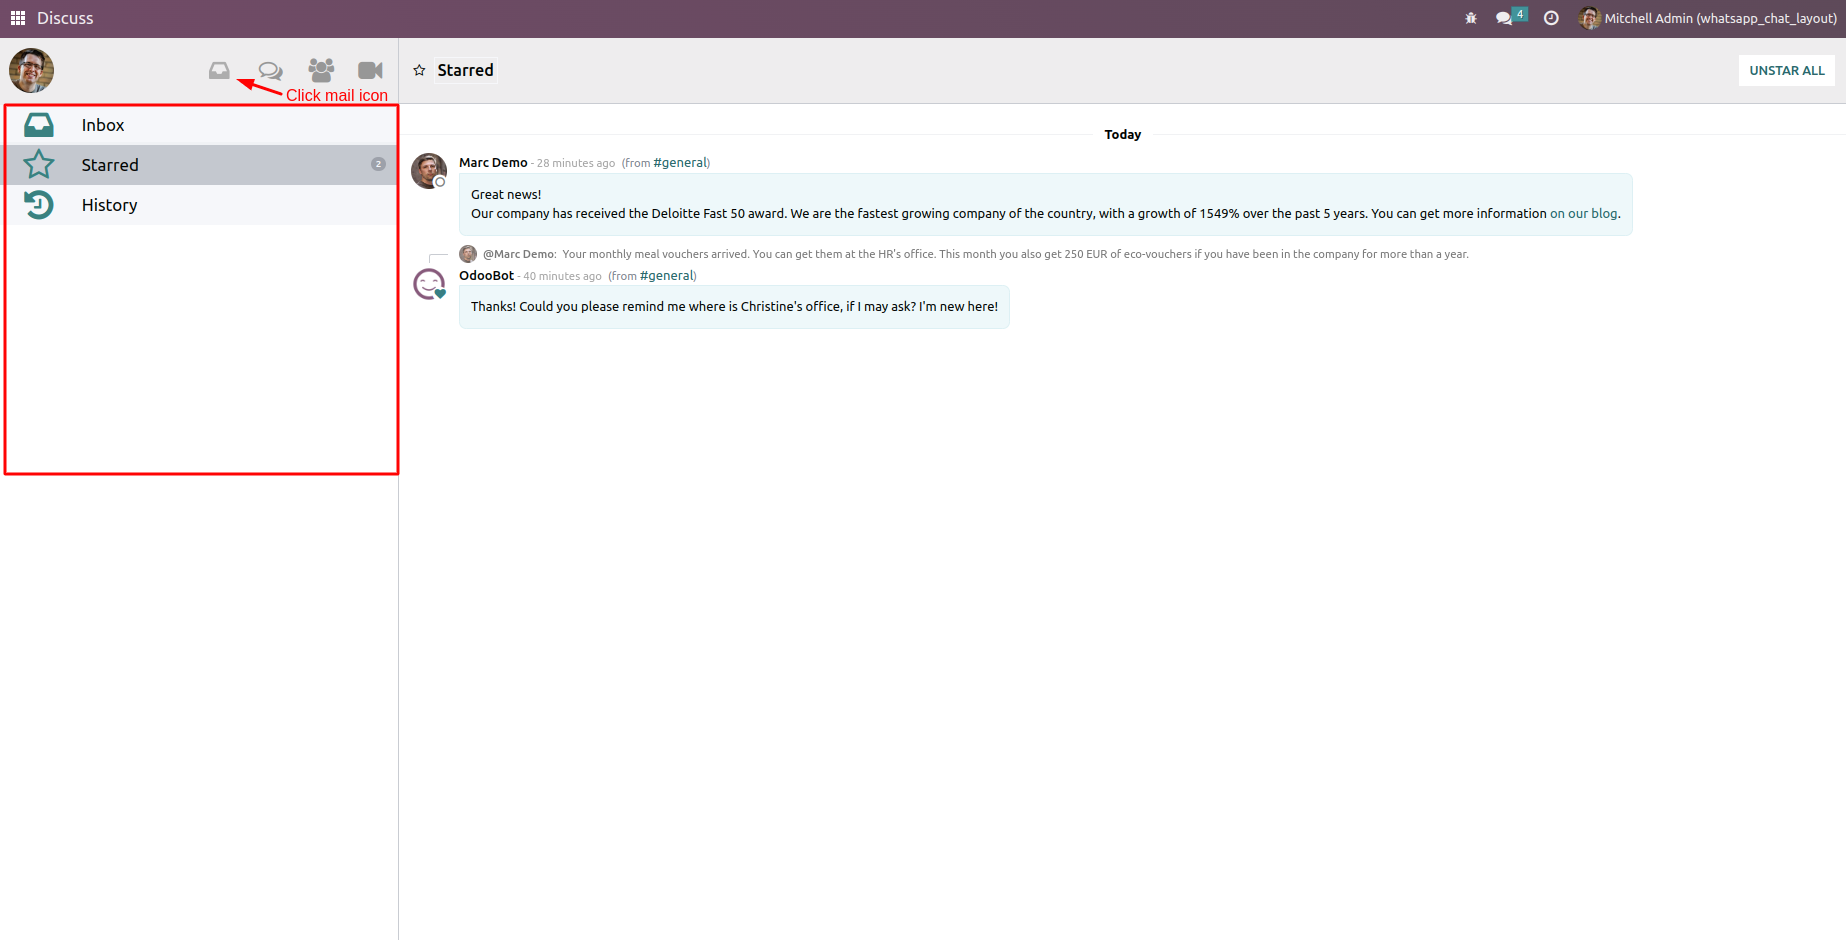 Discuss
4
Mitchell Admin (whatsapp_chat_layout)
Click mail icon
Starred
UNSTAR ALL
Inbox
Starred
2
History
Today
Marc Demo - 28 minutes ago (from #general)
Great news!
Our company has received the Deloitte Fast 50 award. We are the fastest growing company of the country, with a growth of 1549% over the past 5 years. You can get more information on our blog.
@Marc Demo: Your monthly meal vouchers arrived. You can get them at the HR's office. This month you also get 250 EUR of eco-vouchers if you have been in the company for more than a year.
OdooBot - 40 minutes ago (from #general)
Thanks! Could you please remind me where is Christine's office, if I may ask? I'm new here!